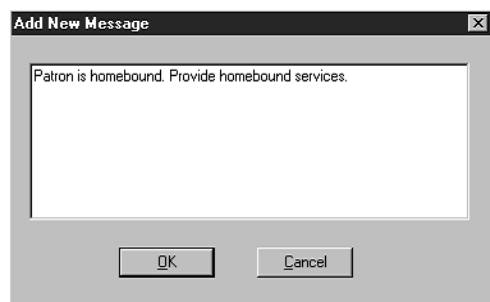 Add New Message
Patron is homebound. Provide homebound services.
OK
Cancel